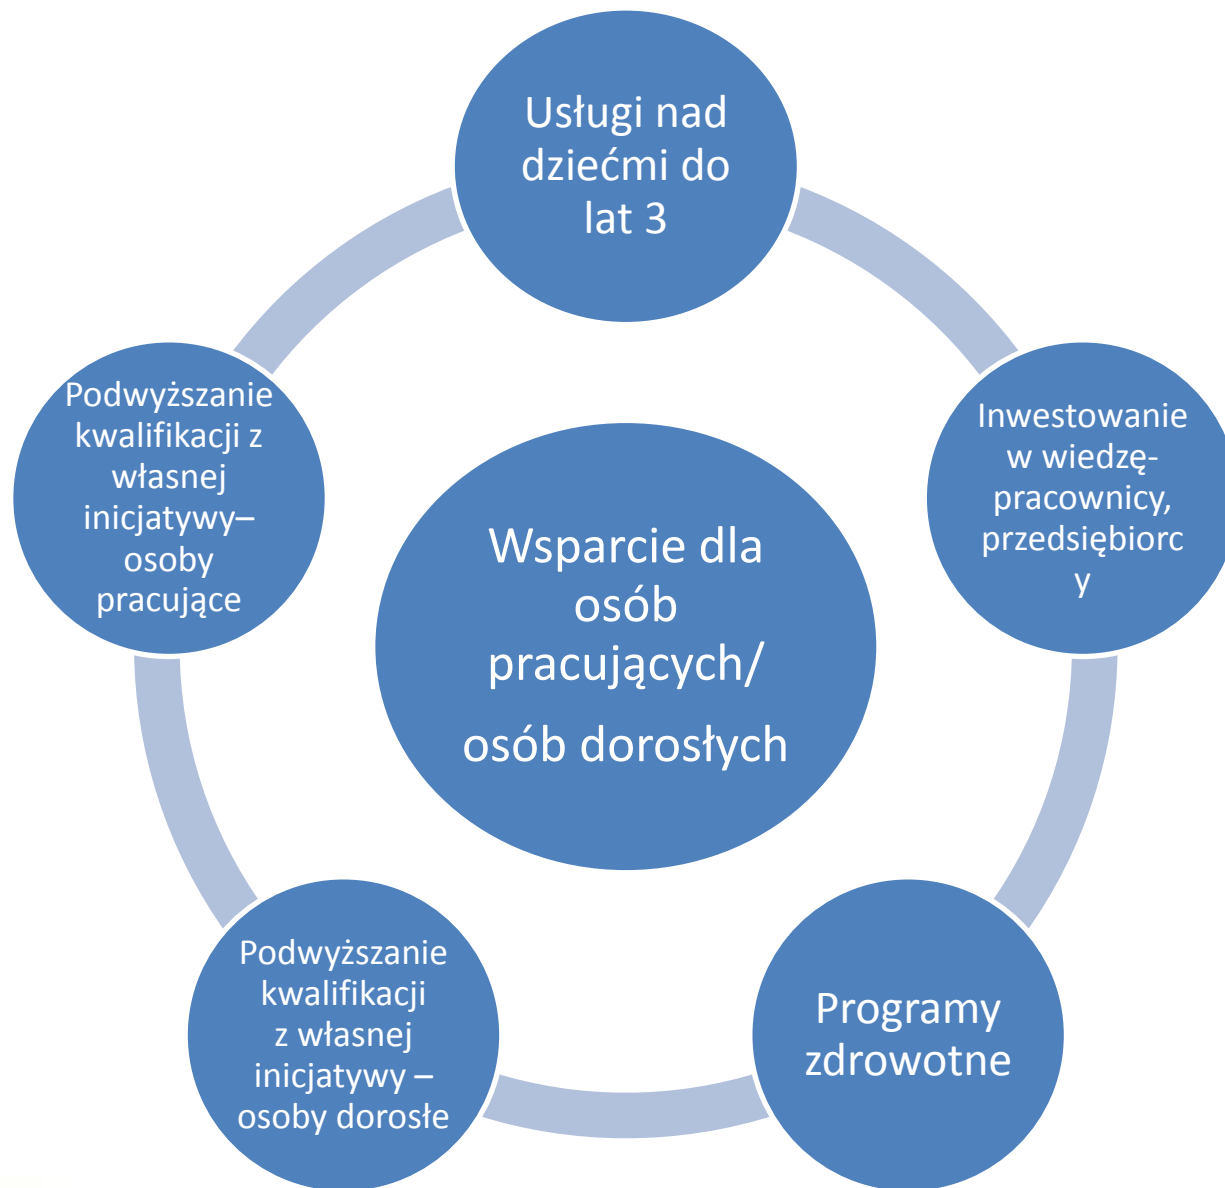 Usługi nad
dziećmi do
lat 3
Inwestowanie
w wiedzę-
pracownicy,
przedsiębiorc
y
Programy
zdrowotne
Podwyższanie
kwalifikacji
z własnej
inicjatywy –
osoby dorosłe
Podwyższanie
kwalifikacji z
własnej
inicjatywy–
osoby
pracujące
Wsparcie dla
osób
pracujących/
osób dorosłych